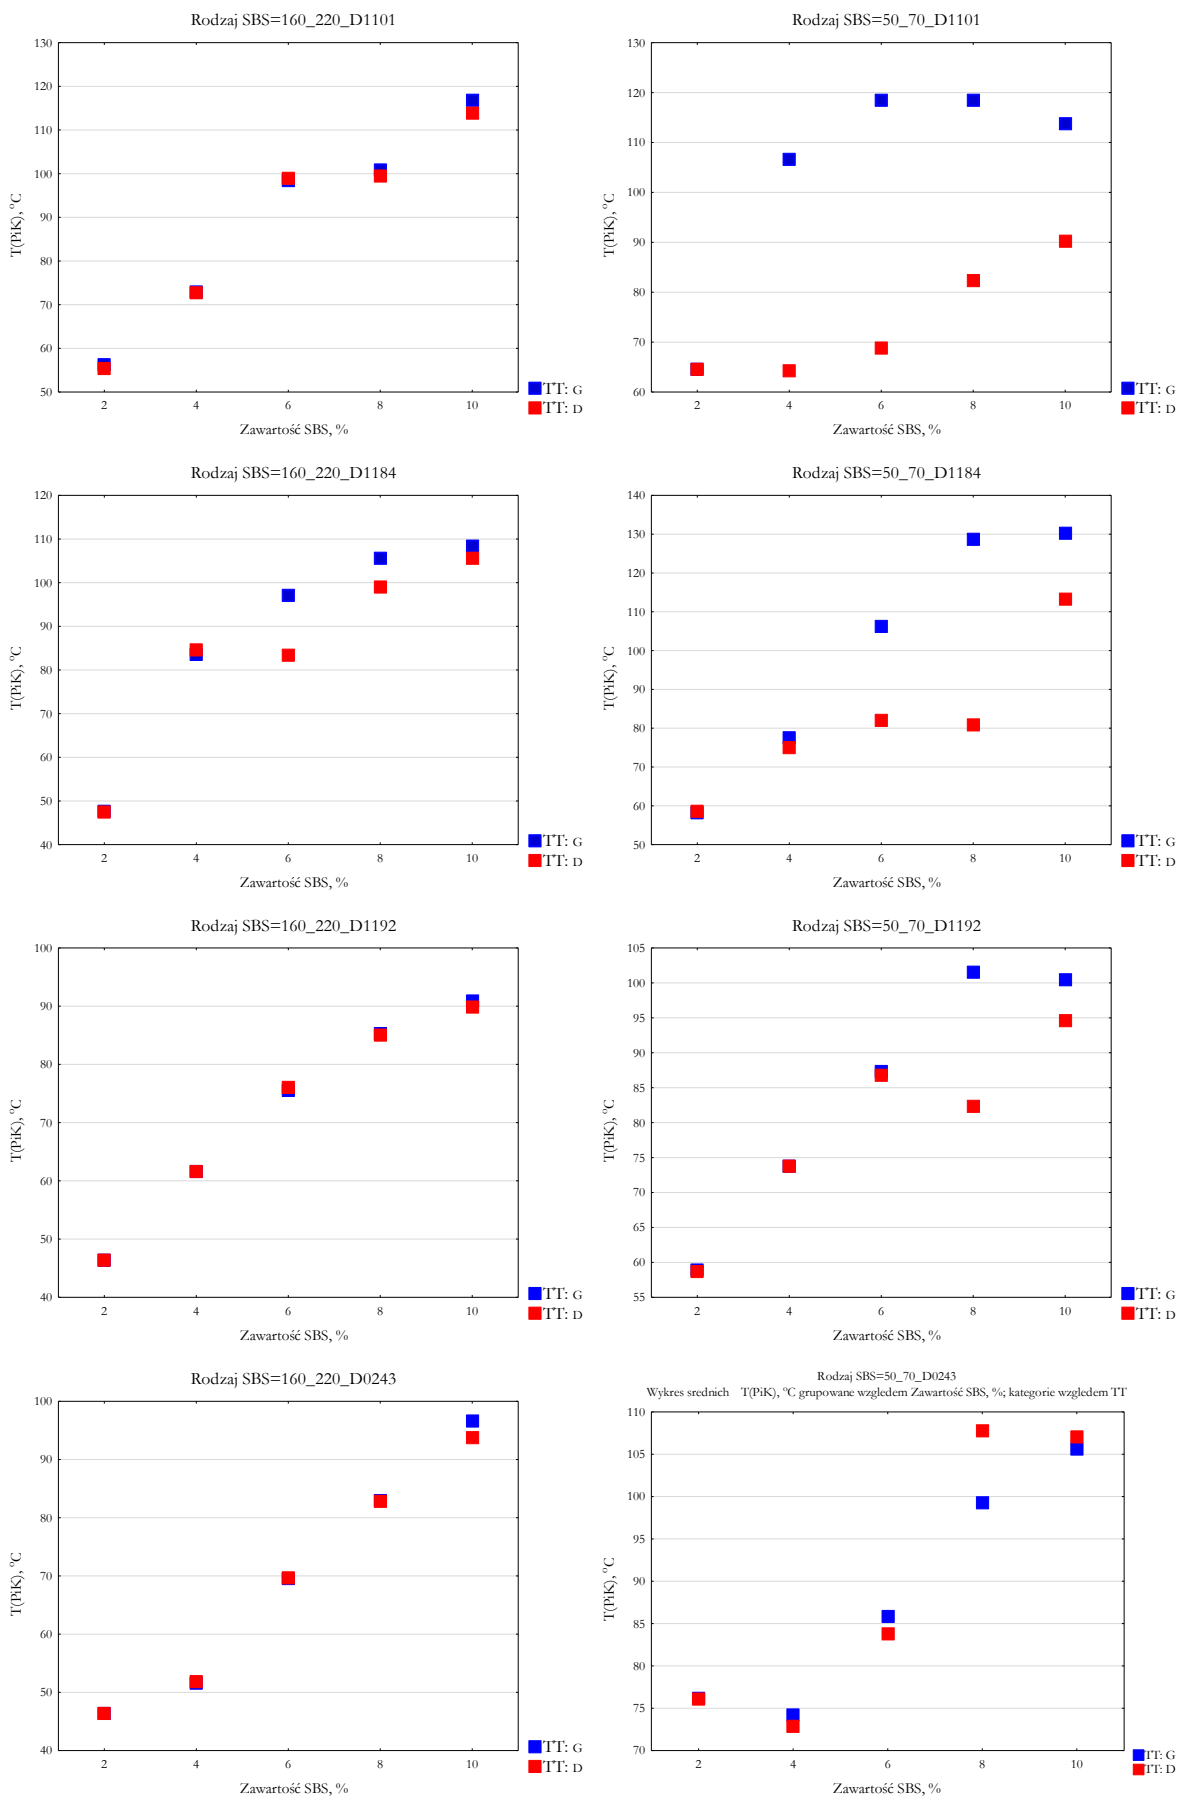 Rodzaj SBS=160_220_D1101
130
120
110
100
90
80
70
60
50
T(PiK), °C
2 4 6 8 10
Zawartość SBS, %
TT: G
TT: D
Rodzaj SBS=50_70_D1101
130
120
110
100
90
80
70
60
T(PiK), °C
2 4 6 8 10
Zawartość SBS, %
TT: G
TT: D
Rodzaj SBS=160_220_D1184
120
110
100
90
80
70
60
50
40
T(PiK), °C
2 4 6 8 10
Zawartość SBS, %
TT: G
TT: D
Rodzaj SBS=50_70_D1184
140
130
120
110
100
90
80
70
60
50
T(PiK), °C
2 4 6 8 10
Zawartość SBS, %
TT: G
TT: D
Rodzaj SBS=160_220_D1192
100
90
80
70
60
50
40
T(PiK), °C
2 4 6 8 10
Zawartość SBS, %
TT: G
TT: D
Rodzaj SBS=50_70_D1192
105
100
95
90
85
80
75
70
65
60
55
T(PiK), °C
2 4 6 8 10
Zawartość SBS, %
TT: G
TT: D
Rodzaj SBS=160_220_D0243
100
90
80
70
60
50
40
T(PiK), °C
2 4 6 8 10
Zawartość SBS, %
TT: G
TT: D
Rodzaj SBS=50_70_D0243
Wykres srednich T(PiK), °C grupowane wzgledem Zawartość SBS, %; kategorie wzgledem TT
110
105
100
95
90
85
80
75
70
T(PiK), °C
2 4 6 8 10
Zawartość SBS, %
TT: G
TT: D